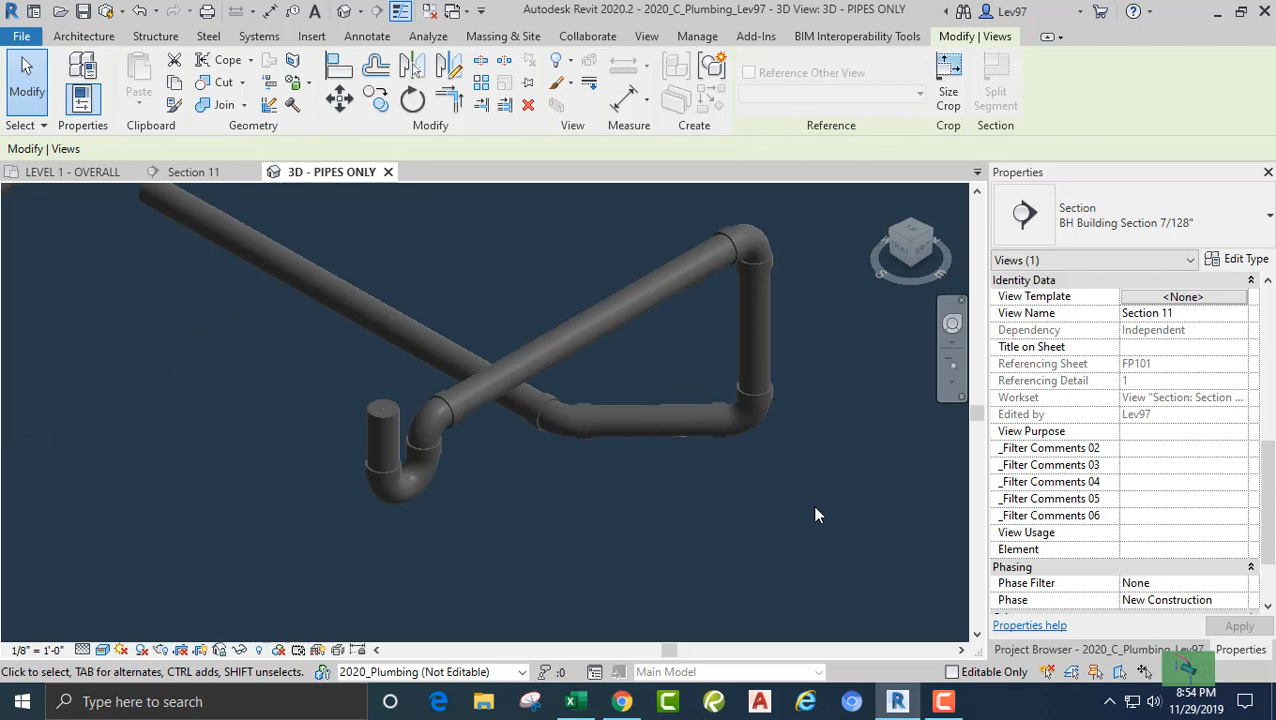 Autodesk Revit 2020.2 - 2020_C_Plumbing_Lev97 - 3D View: 3D - PIPES ONLY
Lev97
File Architecture Structure Steel Systems Insert Annotate Analyze Massing & Site Collaborate View Manage Add-Ins BIM Interoperability Tools Modify | Views
Modify
Properties
Paste
Cope
Cut
Join
Reference Other View
Size Crop
Split Segment
Select Properties Clipboard Geometry Modify View Measure Create Reference Crop Section
Modify | Views
LEVEL 1 - OVERALL Section 11 3D - PIPES ONLY
Properties
Section
BH Building Section 7/128"
Views (1) Edit Type
Identity Data
View Template <None>
View Name Section 11
Dependency Independent
Title on Sheet
Referencing Sheet FP101
Referencing Detail 1
Workset View "Section: Section ...
Edited by Lev97
View Purpose
_Filter Comments 02
_Filter Comments 03
_Filter Comments 04
_Filter Comments 05
_Filter Comments 06
View Usage
Element
Phasing
Phase Filter None
Phase New Construction
Properties help Apply
1/8" = 1'-0"
Project Browser - 2020_C_Plumbing_Lev97 Properties
Click to select, TAB for alternates, CTRL adds, SHIFT unselects. 2020_Plumbing (Not Editable) :0 Main Model Editable Only
Type here to search
8:54 PM
11/29/2019